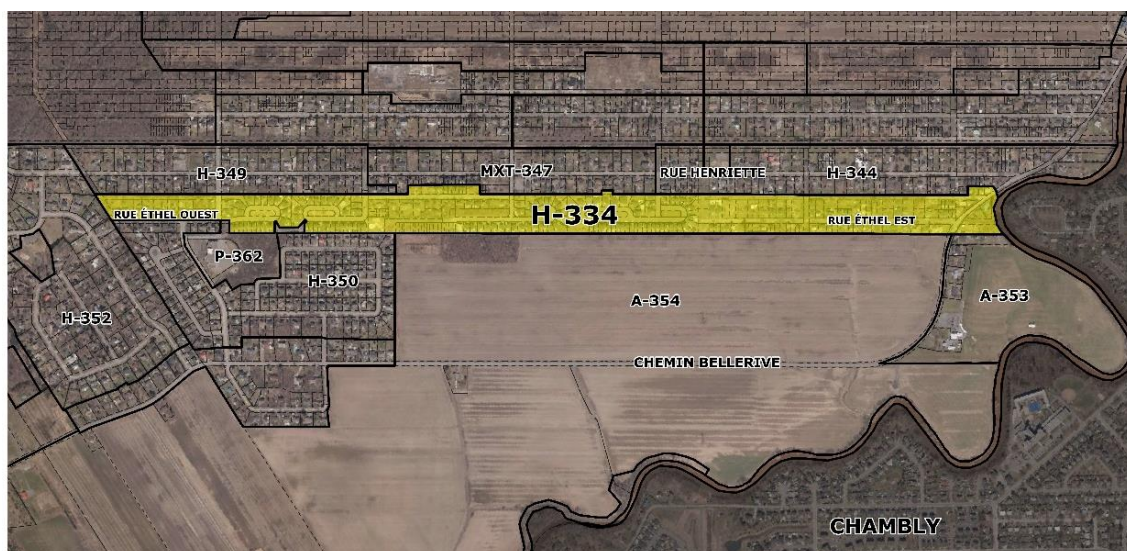 H-349
MXT-347
RUE HENRIETTE
H-344
RUE ÉTHEL OUEST
H-334
RUE ÉTHEL EST
P-362
H-350
A-354
A-353
H-352
CHEMIN BELLERIVE
CHAMBLY